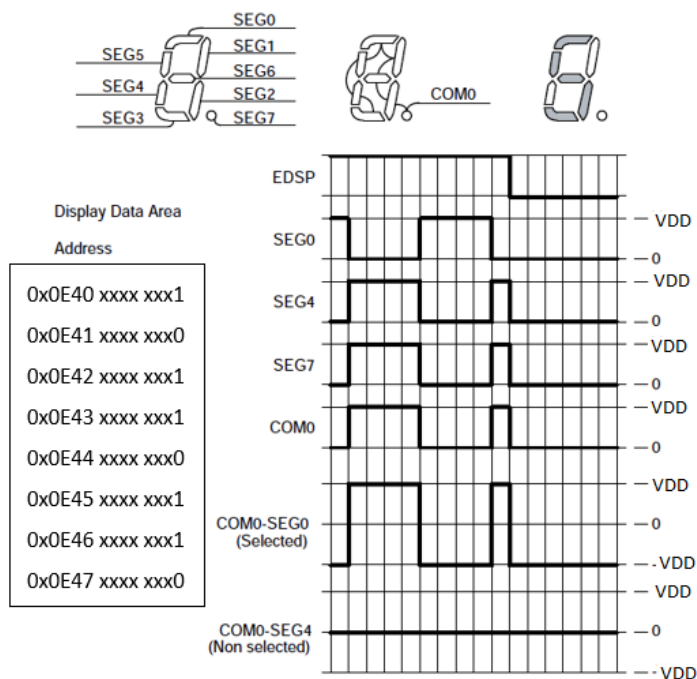 SEG0
SEG5
SEG1
SEG6
SEG4
SEG2
COM0
SEG3
SEG7
EDSP
Display Data Area
VDD
SEG0
Address
0
VDD
0x0E40 xxxx xxx1
SEG4
0x0E41 xxxx xxx0
0
VDD
0x0E42 xxxx xxx1
SEG7
0
VDD
0x0E43 xxxx xxx1
COM0
0x0E44 xxxx xxx0
0
VDD
0x0E45 xxxx xxx1
COM0-SEG0
0
(Selected)
0x0E46 xxxx xxx1
- VDD
0x0E47 xxxx xxx0
VDD
COM0-SEG4
0
(Non selected)
- VDD